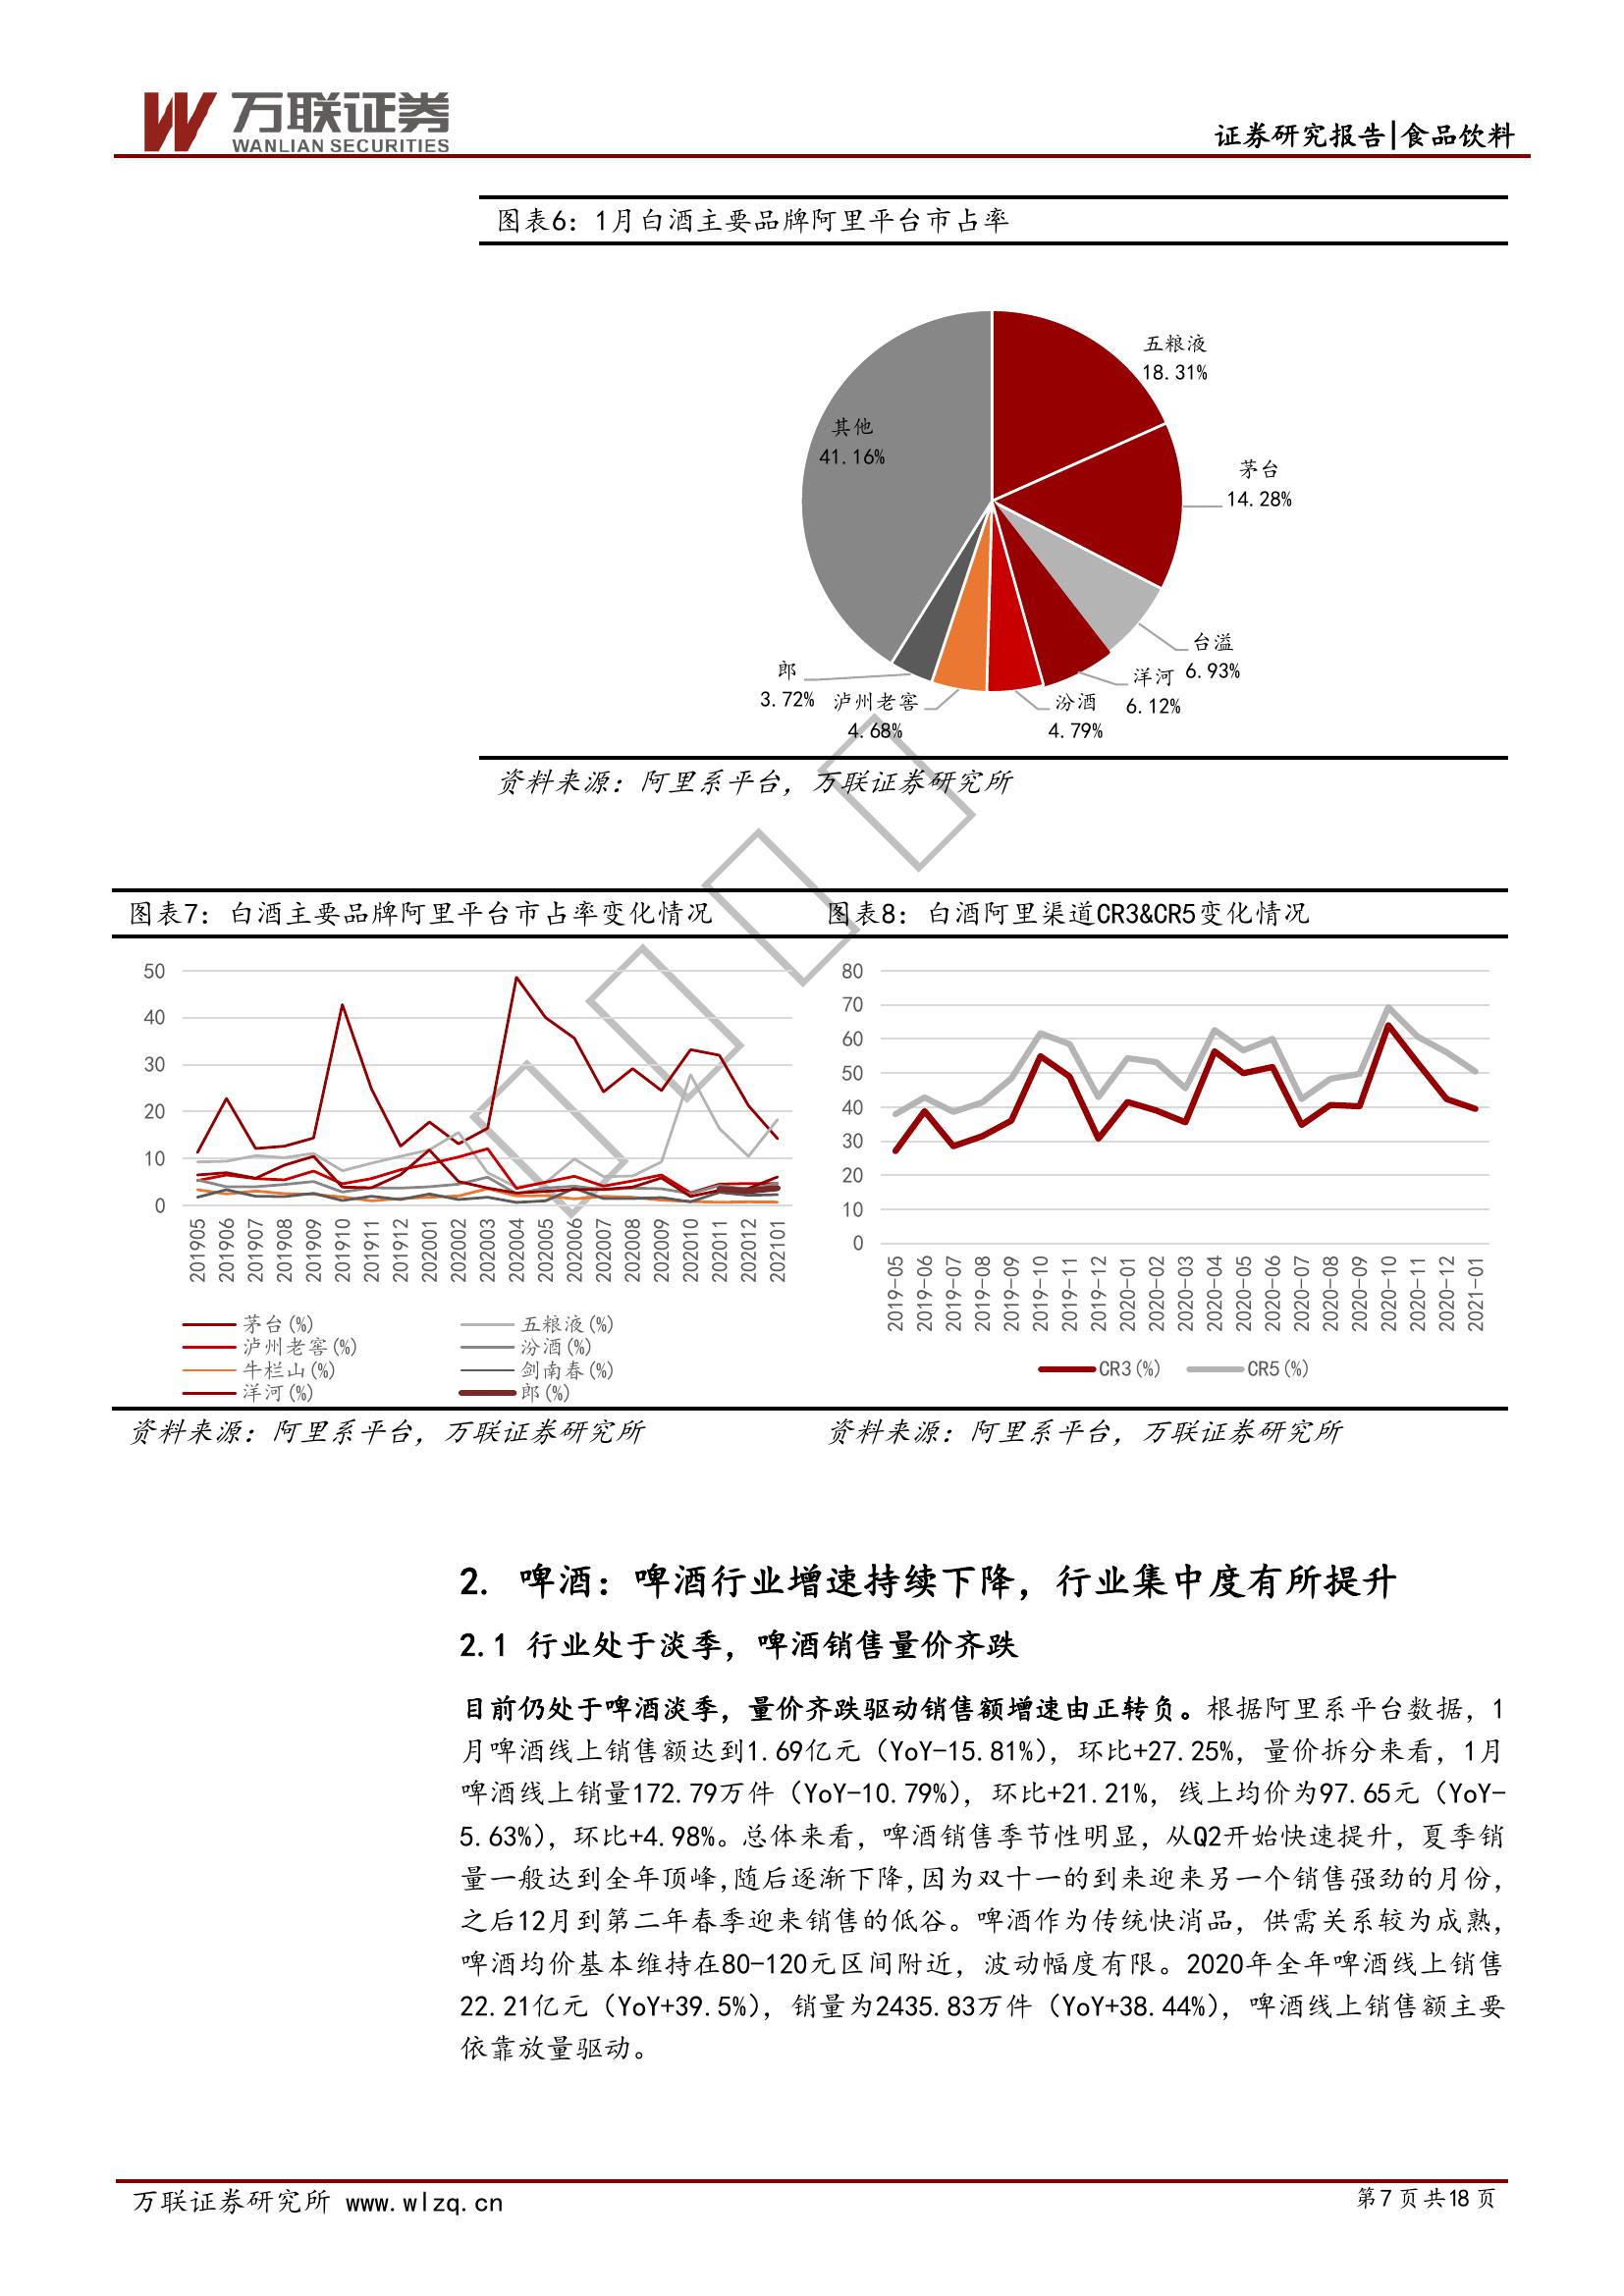 万联证券
WANLIAN SECURITIES
证券研究报告|食品饮料
图表6：1月白酒主要品牌阿里平台市占率
五粮液
18.31%
茅台
14.28%
台溢
6.93%
洋河
6.12%
汾酒
4.79%
泸州老窖
4.68%
郎
3.72%
其他
41.16%
资料来源：阿里系平台，万联证券研究所
图表7：白酒主要品牌阿里平台市占率变化情况
50
40
30
20
10
0
201905
201906
201907
201908
201909
201910
201911
201912
202001
202002
202003
202004
202005
202006
202007
202008
202009
202010
202011
202012
202101
茅台(%)
五粮液(%)
泸州老窖(%)
汾酒(%)
牛栏山(%)
剑南春(%)
洋河(%)
郎(%)
资料来源：阿里系平台，万联证券研究所
图表8：白酒阿里渠道CR3&CR5变化情况
80
70
60
50
40
30
20
10
0
2019-05
2019-06
2019-07
2019-08
2019-09
2019-10
2019-11
2019-12
2020-01
2020-02
2020-03
2020-04
2020-05
2020-06
2020-07
2020-08
2020-09
2020-10
2020-11
2020-12
2021-01
CR3(%)
CR5(%)
资料来源：阿里系平台，万联证券研究所
2. 啤酒：啤酒行业增速持续下降，行业集中度有所提升
2.1 行业处于淡季，啤酒销售量价齐跌
目前仍处于啤酒淡季，量价齐跌驱动销售额增速由正转负。根据阿里系平台数据，1
月啤酒线上销售额达到1.69亿元（YoY-15.81%），环比+27.25%，量价拆分来看，1月
啤酒线上销量172.79万件（YoY-10.79%），环比+21.21%，线上均价为97.65元（YoY-
5.63%），环比+4.98%。总体来看，啤酒销售季节性明显，从Q2开始快速提升，夏季销
量一般达到全年顶峰，随后逐渐下降，因为双十一的到来迎来另一个销售强劲的月份，
之后12月到第二年春季迎来销售的低谷。啤酒作为传统快消品，供需关系较为成熟，
啤酒均价基本维持在80-120元区间附近，波动幅度有限。2020年全年啤酒线上销售
22.21亿元（YoY+39.5%），销量为2435.83万件（YoY+38.44%），啤酒线上销售额主要
依靠放量驱动。
万联证券研究所 www.wlzq.cn
第7页共18页